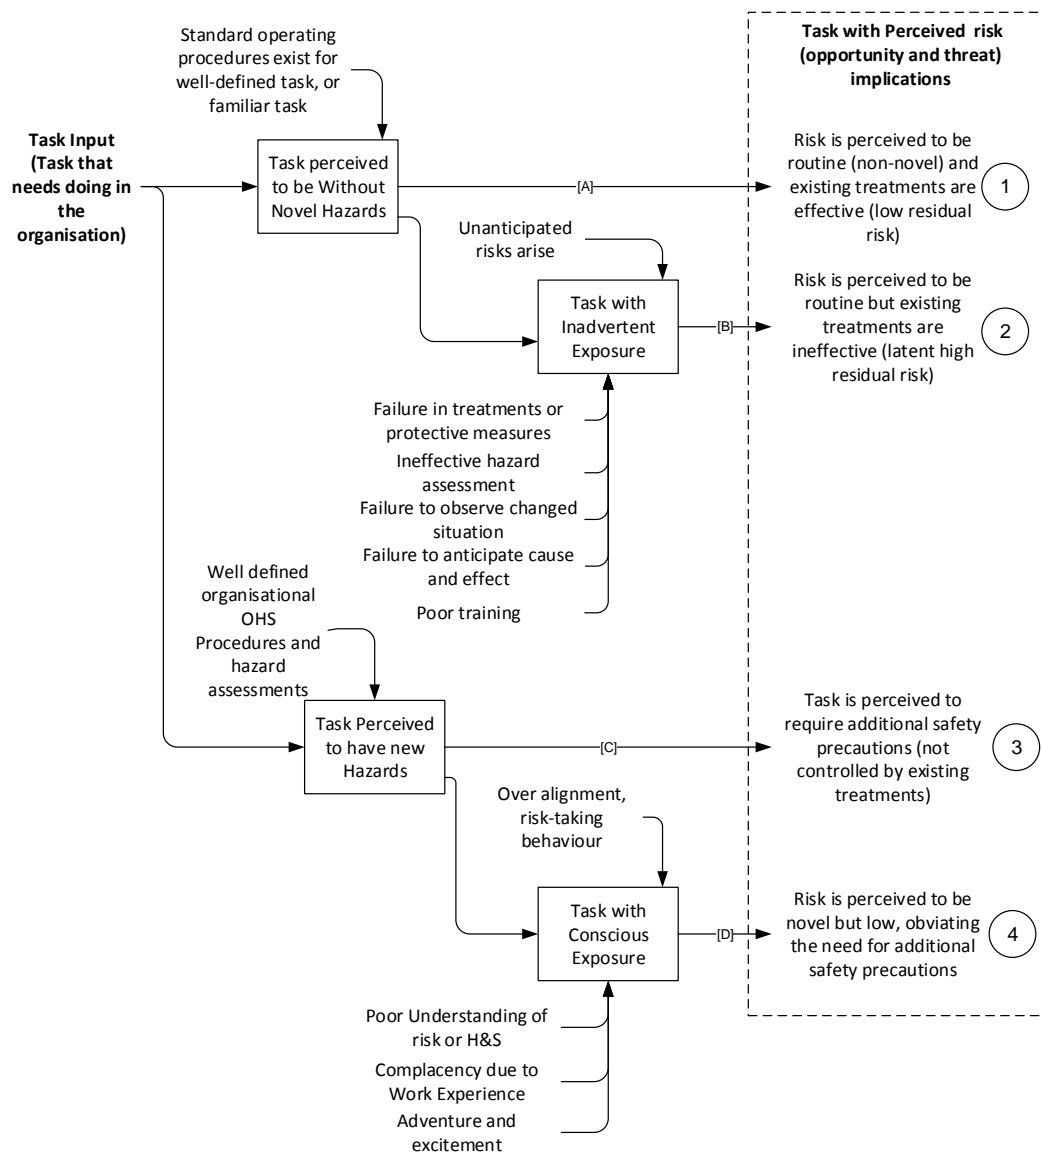 Standard operating
procedures exist for
well-defined task, or
familiar task
Task with Perceived risk
(opportunity and threat)
implications
Task Input
(Task that
needs doing in
the
organisation)
Task perceived
to be Without
Novel Hazards
[A]
Risk is perceived to be
routine (non-novel) and
existing treatments are
effective (low residual
risk)
1
Unanticipated
risks arise
Task with
Inadvertent
Exposure
[B]
Risk is perceived to be
routine but existing
treatments are
ineffective (latent high
residual risk)
2
Failure in treatments or
protective measures
Ineffective hazard
assessment
Failure to observe changed
situation
Failure to anticipate cause
and effect
Poor training
Well defined
organisational
OHS
Procedures and
hazard
assessments
Task Perceived
to have new
Hazards
[C]
Task is perceived to
require additional safety
precautions (not
controlled by existing
treatments)
3
Over alignment,
risk-taking
behaviour
Task with
Conscious
Exposure
[D]
Risk is perceived to be
novel but low, obviating
the need for additional
safety precautions
4
Poor Understanding of
risk or H&S
Complacency due to
Work Experience
Adventure and
excitement